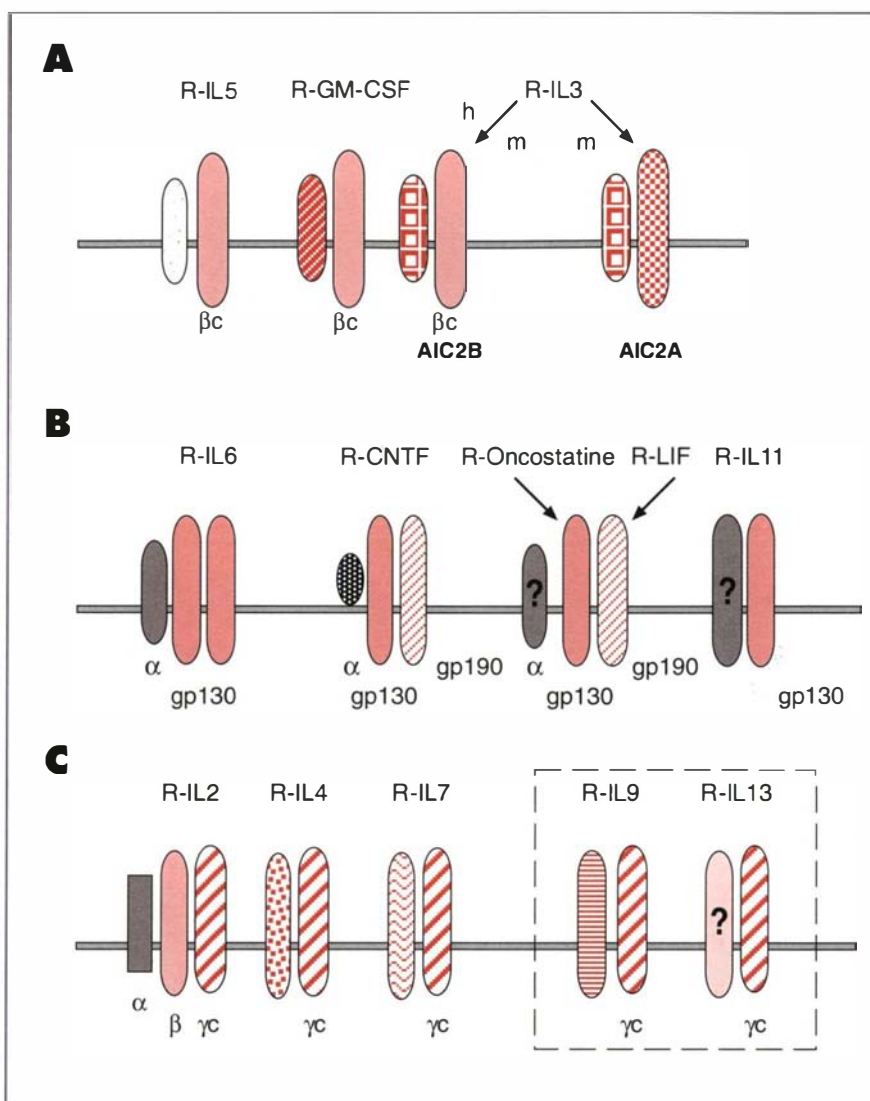 A
R-IL5 R-GM-CSF R-IL3
h
m m
βc βc βc
AIC2B AIC2A
B
R-IL6 R-CNTF R-Oncostatine R-LIF R-IL11
? ?
α α gp190 α gp190
gp130 gp130 gp130 gp130
C
R-IL2 R-IL4 R-IL7 R-IL9 R-IL13
?
α
β γc γc γc γc γc